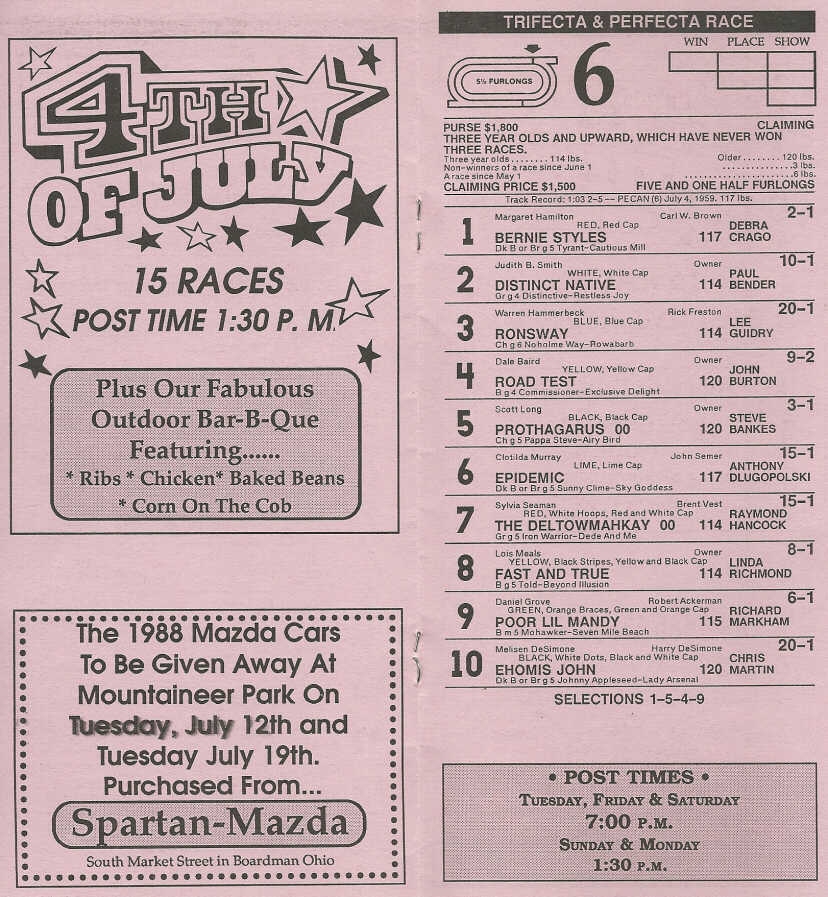 4TH
OF JULY
15 RACES
POST TIME 1:30 P. M.
Plus Our Fabulous
Outdoor Bar-B-Que
Featuring......
* Ribs * Chicken* Baked Beans
* Corn On The Cob
The 1988 Mazda Cars
To Be Given Away At
Mountaineer Park On
Tuesday, July 12th and
Tuesday July 19th.
Purchased From...
Spartan-Mazda
South Market Street in Boardman Ohio
TRIFECTA & PERFECTA RACE
WIN PLACE SHOW
5½ FURLONGS
6
PURSE $1,800 CLAIMING
THREE YEAR OLDS AND UPWARD, WHICH HAVE NEVER WON
THREE RACES.
Three year olds ........ 114 lbs. Older ........ 120 lbs.
Non-winners of a race since June 1 ............... 3 lbs.
A race since May 1 ..................... 6 lbs.
CLAIMING PRICE $1,500 FIVE AND ONE HALF FURLONGS
Track Record: 1:03 2-5 -- PECAN (6) July 4, 1959. 117 lbs.
1 Margaret Hamilton Carl W. Brown 2-1
RED, Red Cap DEBRA
BERNIE STYLES 117 CRAGO
Dk B or Br g 5 Tyrant-Cautious Mill
2 Judith B. Smith Owner 10-1
WHITE, White Cap PAUL
DISTINCT NATIVE 114 BENDER
Gr g 4 Distinctive-Restless Joy
3 Warren Hammerbeck Rick Freston 20-1
BLUE, Blue Cap LEE
RONSWAY 114 GUIDRY
Ch g 6 Noholme Way-Rowabarb
4 Dale Baird Owner 9-2
YELLOW, Yellow Cap JOHN
ROAD TEST 120 BURTON
B g 4 Commissioner-Exclusive Delight
5 Scott Long Owner 3-1
BLACK, Black Cap STEVE
PROTHAGARUS 00 120 BANKES
Ch g 5 Pappa Steve-Airy Bird
6 Clotilda Murray John Semer 15-1
LIME, Lime Cap ANTHONY
EPIDEMIC 117 DLUGOPOLSKI
Dk B or Br g 5 Sunny Clime-Sky Goddess
7 Sylvia Seaman Brent Vest 15-1
RED, White Hoops, Red and White Cap RAYMOND
THE DELTOWMAHKAY 00 114 HANCOCK
Gr g 5 Iron Warrior-Dede And Me
8 Lois Meals Owner 8-1
YELLOW, Black Stripes, Yellow and Black Cap LINDA
FAST AND TRUE 114 RICHMOND
B g 5 Told-Beyond Illusion
9 Daniel Grove Robert Ackerman 6-1
GREEN, Orange Braces, Green and Orange Cap RICHARD
POOR LIL MANDY 115 MARKHAM
B m 5 Mohawker-Seven Mile Beach
10 Melisen DeSimone Harry DeSimone 20-1
BLACK, White Dots, Black and White Cap CHRIS
EHOMIS JOHN 120 MARTIN
Dk B or Br g 5 Johnny Appleseed-Lady Arsenal
SELECTIONS 1-5-4-9
• POST TIMES •
TUESDAY, FRIDAY & SATURDAY
7:00 P.M.
SUNDAY & MONDAY
1:30 P.M.